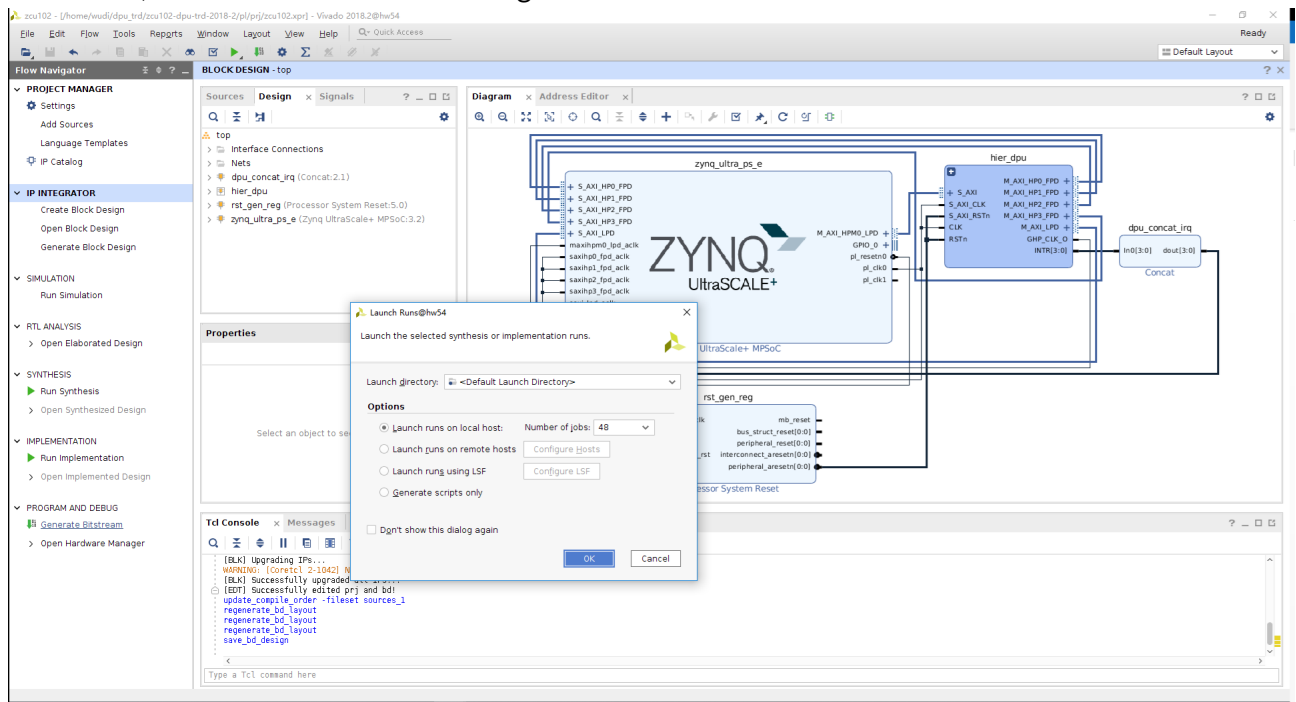 zcu102 - [/home/wudi/dpu_trd/zcu102-dpu-trd-2018-2/pl/prj/zcu102.xpr] - Vivado 2018.2@hw54
File Edit Flow Tools Reports Window Layout View Help Quick Access
Ready
Default Layout
Flow Navigator
PROJECT MANAGER
Settings
Add Sources
Language Templates
IP Catalog
IP INTEGRATOR
Create Block Design
Open Block Design
Generate Block Design
SIMULATION
Run Simulation
RTL ANALYSIS
Open Elaborated Design
SYNTHESIS
Run Synthesis
Open Synthesized Design
IMPLEMENTATION
Run Implementation
Open Implemented Design
PROGRAM AND DEBUG
Generate Bitstream
Open Hardware Manager
BLOCK DESIGN - top
Sources Design Signals
top
Interface Connections
Nets
dpu_concat_irq (Concat:2.1)
hier_dpu
rst_gen_reg (Processor System Reset:5.0)
zynq_ultra_ps_e (Zynq UltraScale+ MPSoC:3.2)
Properties
Select an object to se
Diagram Address Editor
zynq_ultra_ps_e
S_AXI_HP0_FPD
S_AXI_HP1_FPD
S_AXI_HP2_FPD
S_AXI_HP3_FPD
S_AXI_LPD
maxihpm0_lpd_aclk
saxihp0_fpd_aclk
saxihp1_fpd_aclk
saxihp2_fpd_aclk
saxihp3_fpd_aclk
ZYNQ
UltraSCALE+
M_AXI_HPM0_LPD
GPIO_0
pl_resetn0
pl_clk0
pl_clk1
UltraScale+ MPSoC
hier_dpu
S_AXI
S_AXI_CLK
S_AXI_RSTn
CLK
RSTn
M_AXI_HP0_FPD
M_AXI_HP1_FPD
M_AXI_HP2_FPD
M_AXI_HP3_FPD
M_AXI_LPD
GHP_CLK_O
INTR[3:0]
dpu_concat_irq
In0[3:0] dout[3:0]
Concat
rst_gen_reg
mb_reset
bus_struct_reset[0:0]
peripheral_reset[0:0]
_rst interconnect_aresetn[0:0]
peripheral_aresetn[0:0]
ssor System Reset
Launch Runs@hw54
Launch the selected synthesis or implementation runs.
Launch directory: <Default Launch Directory>
Options
Launch runs on local host: Number of jobs: 48
Launch runs on remote hosts Configure Hosts
Launch runs using LSF Configure LSF
Generate scripts only
Don't show this dialog again
OK Cancel
Tcl Console Messages
[BLK] Upgrading IPs...
WARNING: [Coretcl 2-1042] N
[BLK] Successfully upgraded all IPs...
[EDT] Successfully edited prj and bd!
update_compile_order -fileset sources_1
regenerate_bd_layout
regenerate_bd_layout
regenerate_bd_layout
save_bd_design
Type a Tcl command here